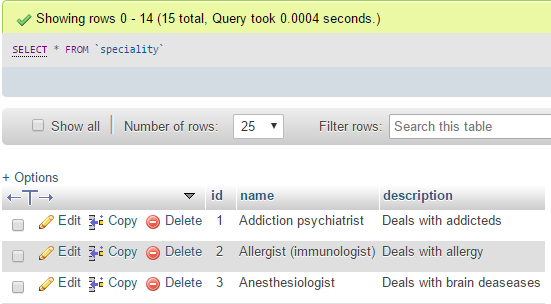 Showing rows 0 - 14 (15 total, Query took 0.0004 seconds.)
SELECT * FROM `speciality`
Show all Number of rows: 25 Filter rows: Search this table
+ Options
id name description
Edit Copy Delete 1 Addiction psychiatrist Deals with addicteds
Edit Copy Delete 2 Allergist (immunologist) Deals with allergy
Edit Copy Delete 3 Anesthesiologist Deals with brain deaseases